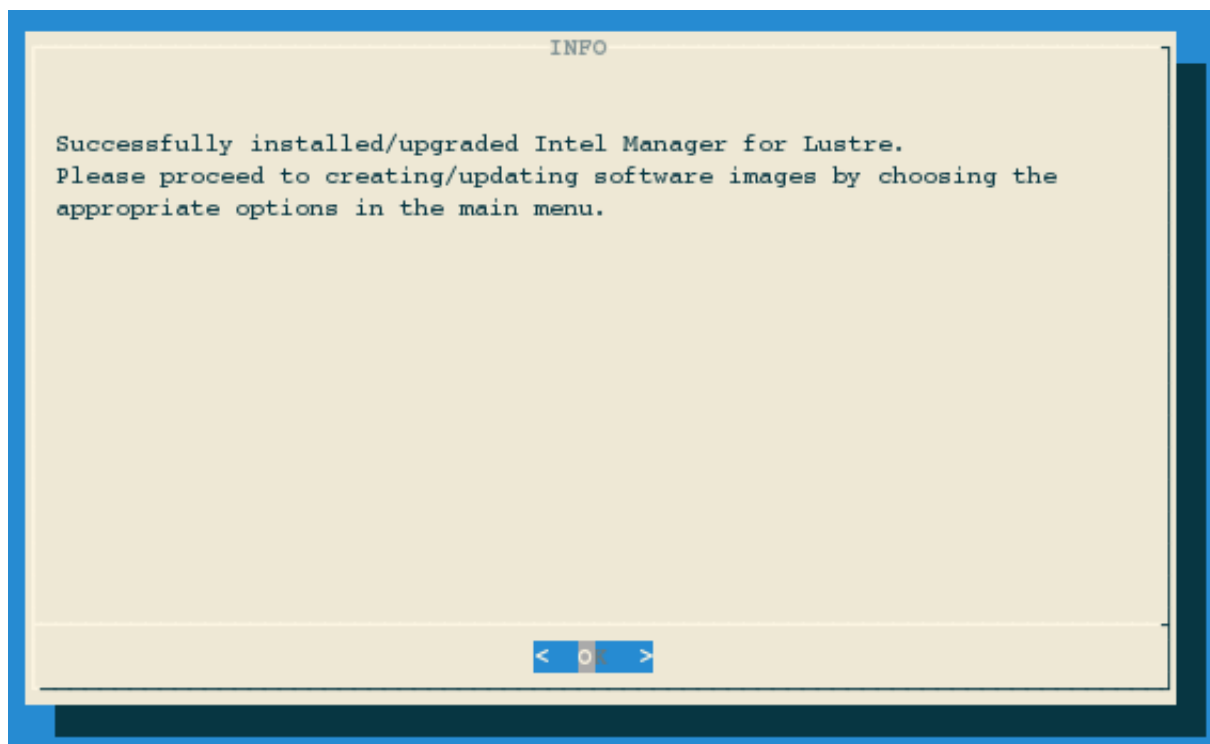 INFO
Successfully installed/upgraded Intel Manager for Lustre.
Please proceed to creating/updating software images by choosing the
appropriate options in the main menu.
< OK >